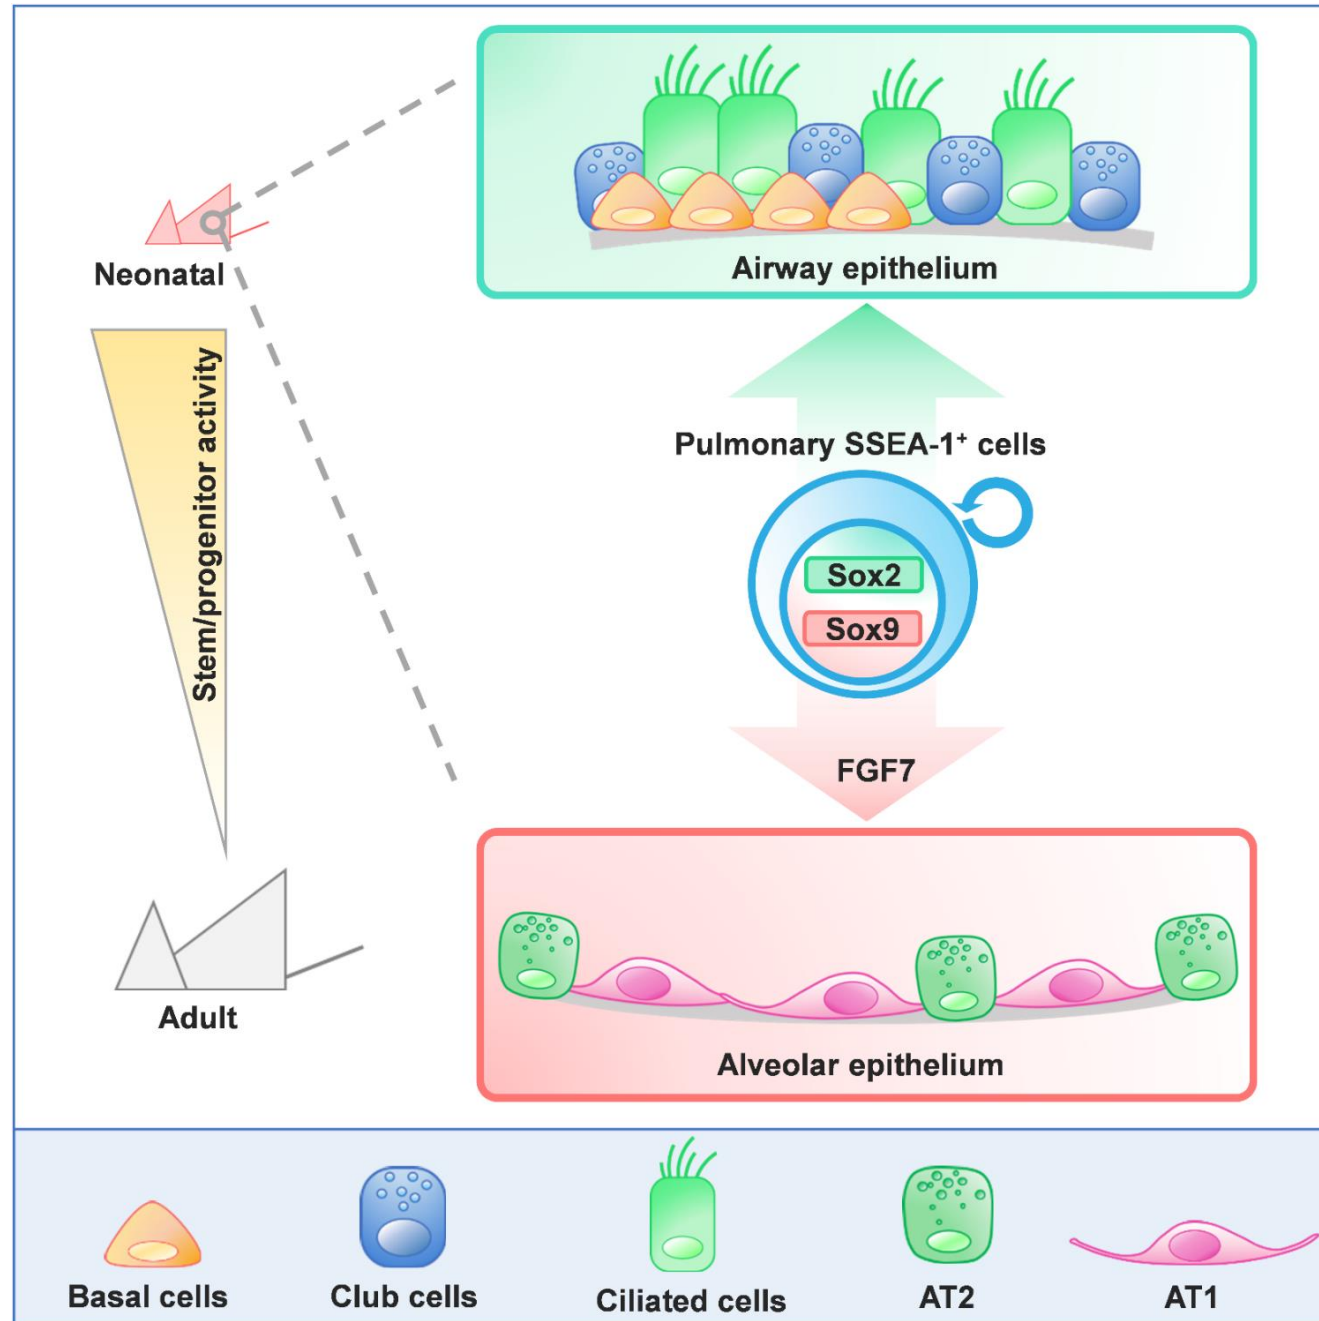 Neonatal
Stem/progenitor activity
Adult
Airway epithelium
Pulmonary SSEA-1⁺ cells
Sox2
Sox9
FGF7
Alveolar epithelium
Basal cells
Club cells
Ciliated cells
AT2
AT1